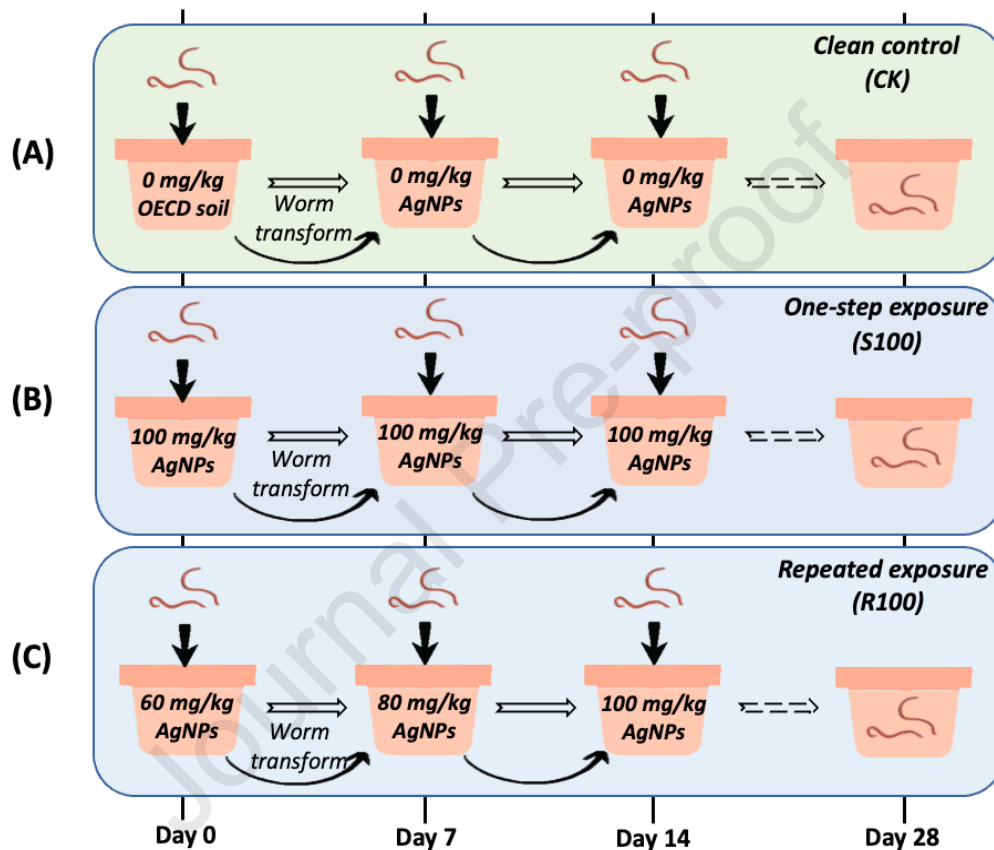 Clean control
(CK)
(A)
0 mg/kg
OECD soil
Worm
transform
0 mg/kg
AgNPs
0 mg/kg
AgNPs
One-step exposure
(S100)
(B)
100 mg/kg
AgNPs
Worm
transform
100 mg/kg
AgNPs
100 mg/kg
AgNPs
Repeated exposure
(R100)
(C)
60 mg/kg
AgNPs
Worm
transform
80 mg/kg
AgNPs
100 mg/kg
AgNPs
Day 0
Day 7
Day 14
Day 28
Journal Pre-proof